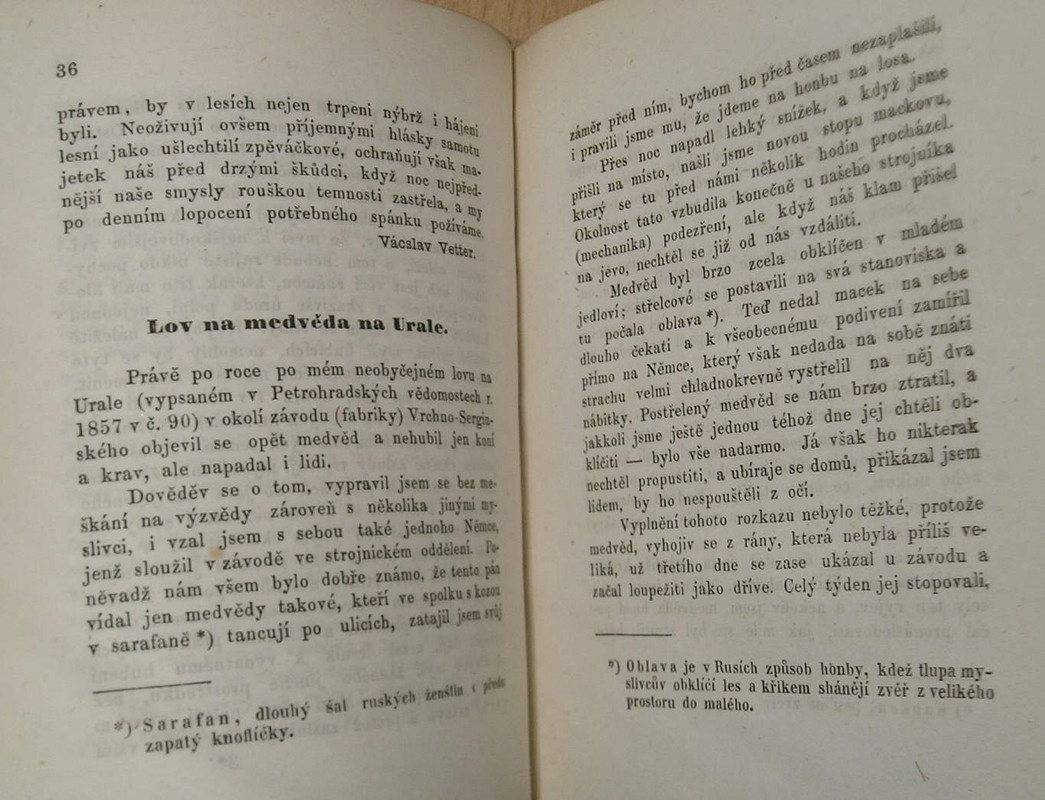 36
právem, by v lesích nejen trpeni nýbrž i hájeni
byli. Neoživují ovšem příjemnými hlásky samotu
lesní jako ušlechtilí zpěváčkové, ochraňují však ma-
jetek náš před drzými škůdci, když noc nejpřed-
nější naše smysly rouškou temnosti zastřela, a my
po denním lopocení potřebného spánku požíváme.
Vácslav Vetter.
Lov na medvěda na Urale.
Právě po roce po mém neobyčejném lovu na
Urale (vypsaném v Petrohradských vědomostech r.
1857 v č. 90) v okolí závodu (fabriky) Vrchno-Sergin-
ského objevil se opět medvěd a nehubil jen koní
a krav, ale napadal i lidi.
Dověděv se o tom, vypravil jsem se bez me-
škání na výzvědy zároveň s několika jinými my-
slivci, i vzal jsem s sebou také jednoho Němce,
jenž sloužil v závodě ve strojnickém oddělení. Po-
něvadž nám všem bylo dobře známo, že tento pán
vídal jen medvědy takové, kteří ve spolku s kozou
v sarafaně *) tancují po ulicích, zatajil jsem svůj
*) Sarafan, dlouhý šat ruských ženštin v předu
zapatý knoflíčky.
záměr před ním, bychom ho před časem nezaplašili,
i pravili jsme mu, že jdeme na honbu na losa.
Přes noc napadl lehký snížek, a když jsme
přišli na místo, našli jsme novou stopu mackovu,
který se tu před námi několik hodin procházel.
Okolnost tato vzbudila konečně u našeho strojníka
(mechanika) podezření, ale když náš klam přišel
na jevo, nechtěl se již od nás vzdáliti.
Medvěd byl brzo zcela obklíčen v mladém
jedloví; střelcové se postavili na svá stanoviska a
tu počala oblava *). Teď nedal macek na sebe
dlouho čekati a k všeobecnému podivení zamířil
přímo na Němce, který však nedada na sobě znáti
strachu velmi chladnokrevně vystřelil na něj dva
nábitky. Postřelený medvěd se nám brzo ztratil, a
jakkoli jsme ještě jednou téhož dne jej chtěli ob-
klíčiti — bylo vše nadarmo. Já však ho nikterak
nechtěl propustiti, a ubíraje se domů, přikázal jsem
lidem, by ho nespouštěli z očí.
Vyplnění tohoto rozkazu nebylo těžké, protože
medvěd, vyhojiv se z rány, která nebyla příliš ve-
liká, už třetího dne se zase ukázal u závodu a
začal loupežiti jako dříve. Celý týden jej stopovali,
*) Oblava je v Rusích způsob honby, kdež tlupa my-
slivcův obklíčí les a křikem shánějí zvěř z velikého
prostoru do malého.